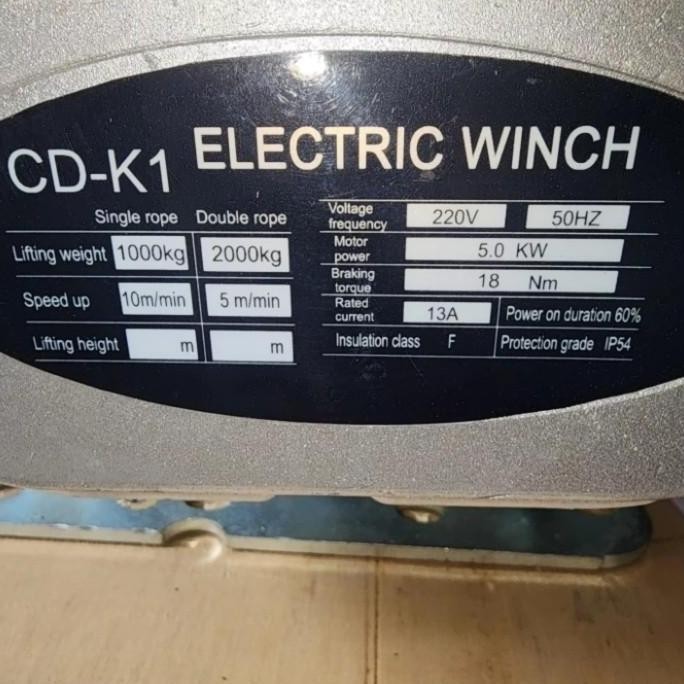 CD-K1 ELECTRIC WINCH
Single rope Double rope
Lifting weight 1000kg 2000kg
Speed up 10m/min 5 m/min
Lifting height m m
Voltage frequency 220V 50HZ
Motor power 5.0 KW
Braking torque 18 Nm
Rated current 13A Power on duration 60%
Insulation class F Protection grade IP54